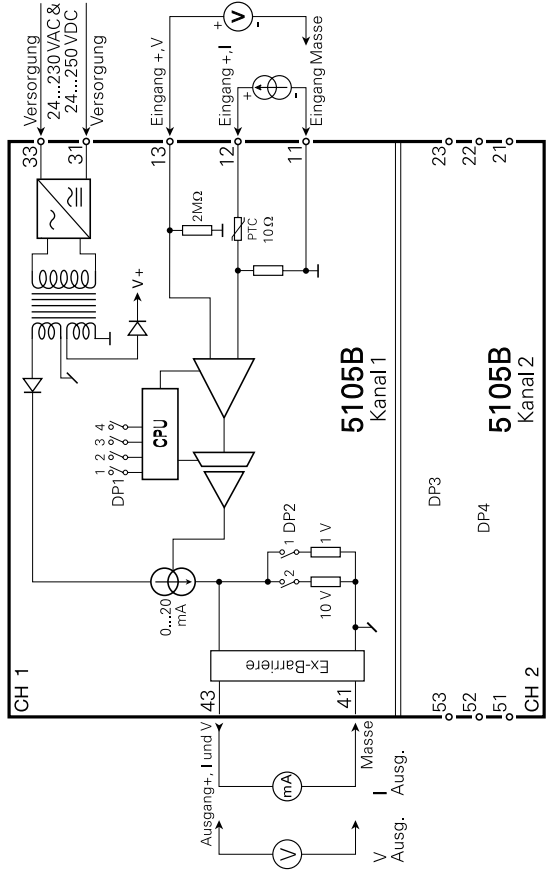 Versorgung
24...230 VAC &
24...250 VDC
Versorgung
Eingang +, V
Eingang +, I
Eingang Masse
+
V
-
+
-
33
31
13
12
11
23
22
21
2MΩ
PTC
10Ω
V+
CPU
1 2 3 4
DP1
5105B
Kanal 1
5105B
Kanal 2
DP3
DP4
0...20
mA
1
2
DP2
1 V
10 V
Ex-Barriere
CH 1
CH 2
43
41
53
52
51
Ausgang+, I und V
Masse
mA
I Ausg.
V
V Ausg.